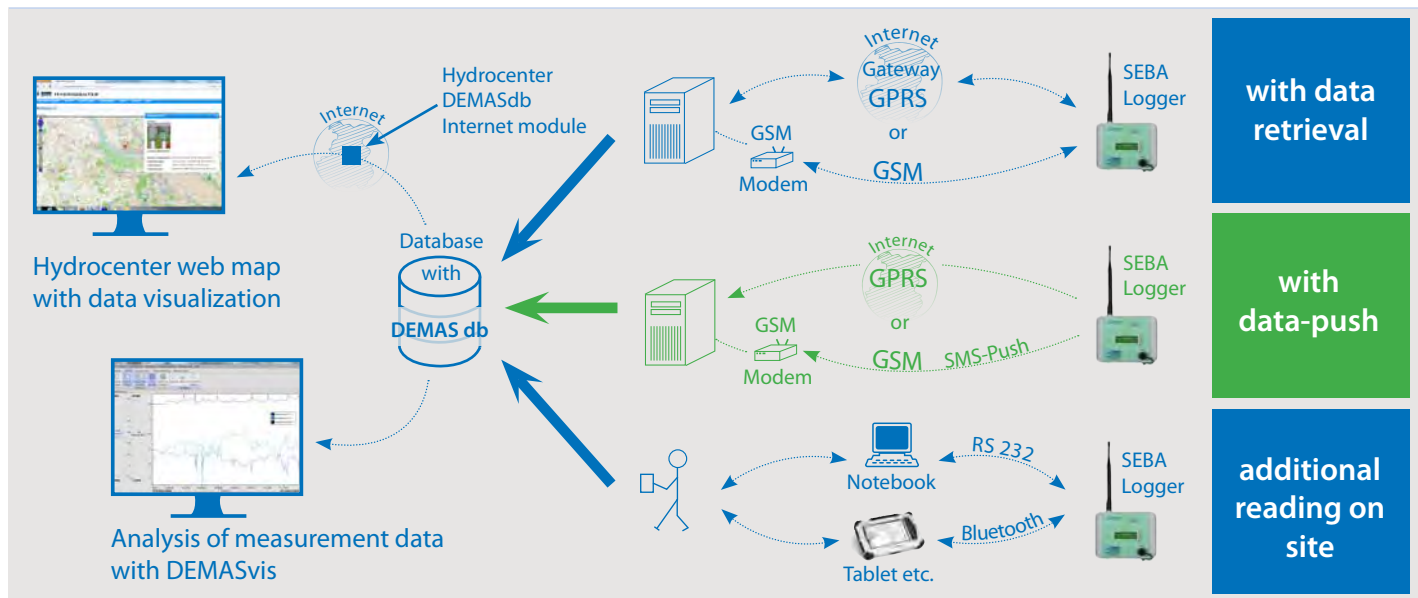 Hydrocenter
DEMASdb
Internet module
Internet
Hydrocenter web map
with data visualization
Database
with
DEMAS db
Analysis of measurement data
with DEMASvis
Internet
Gateway
GPRS
or
GSM
GSM
Modem
SEBA
Logger
with data
retrieval
Internet
GPRS
or
GSM
SMS-Push
GSM
Modem
SEBA
Logger
with
data-push
Notebook
RS 232
Tablet etc.
Bluetooth
SEBA
Logger
additional
reading on
site